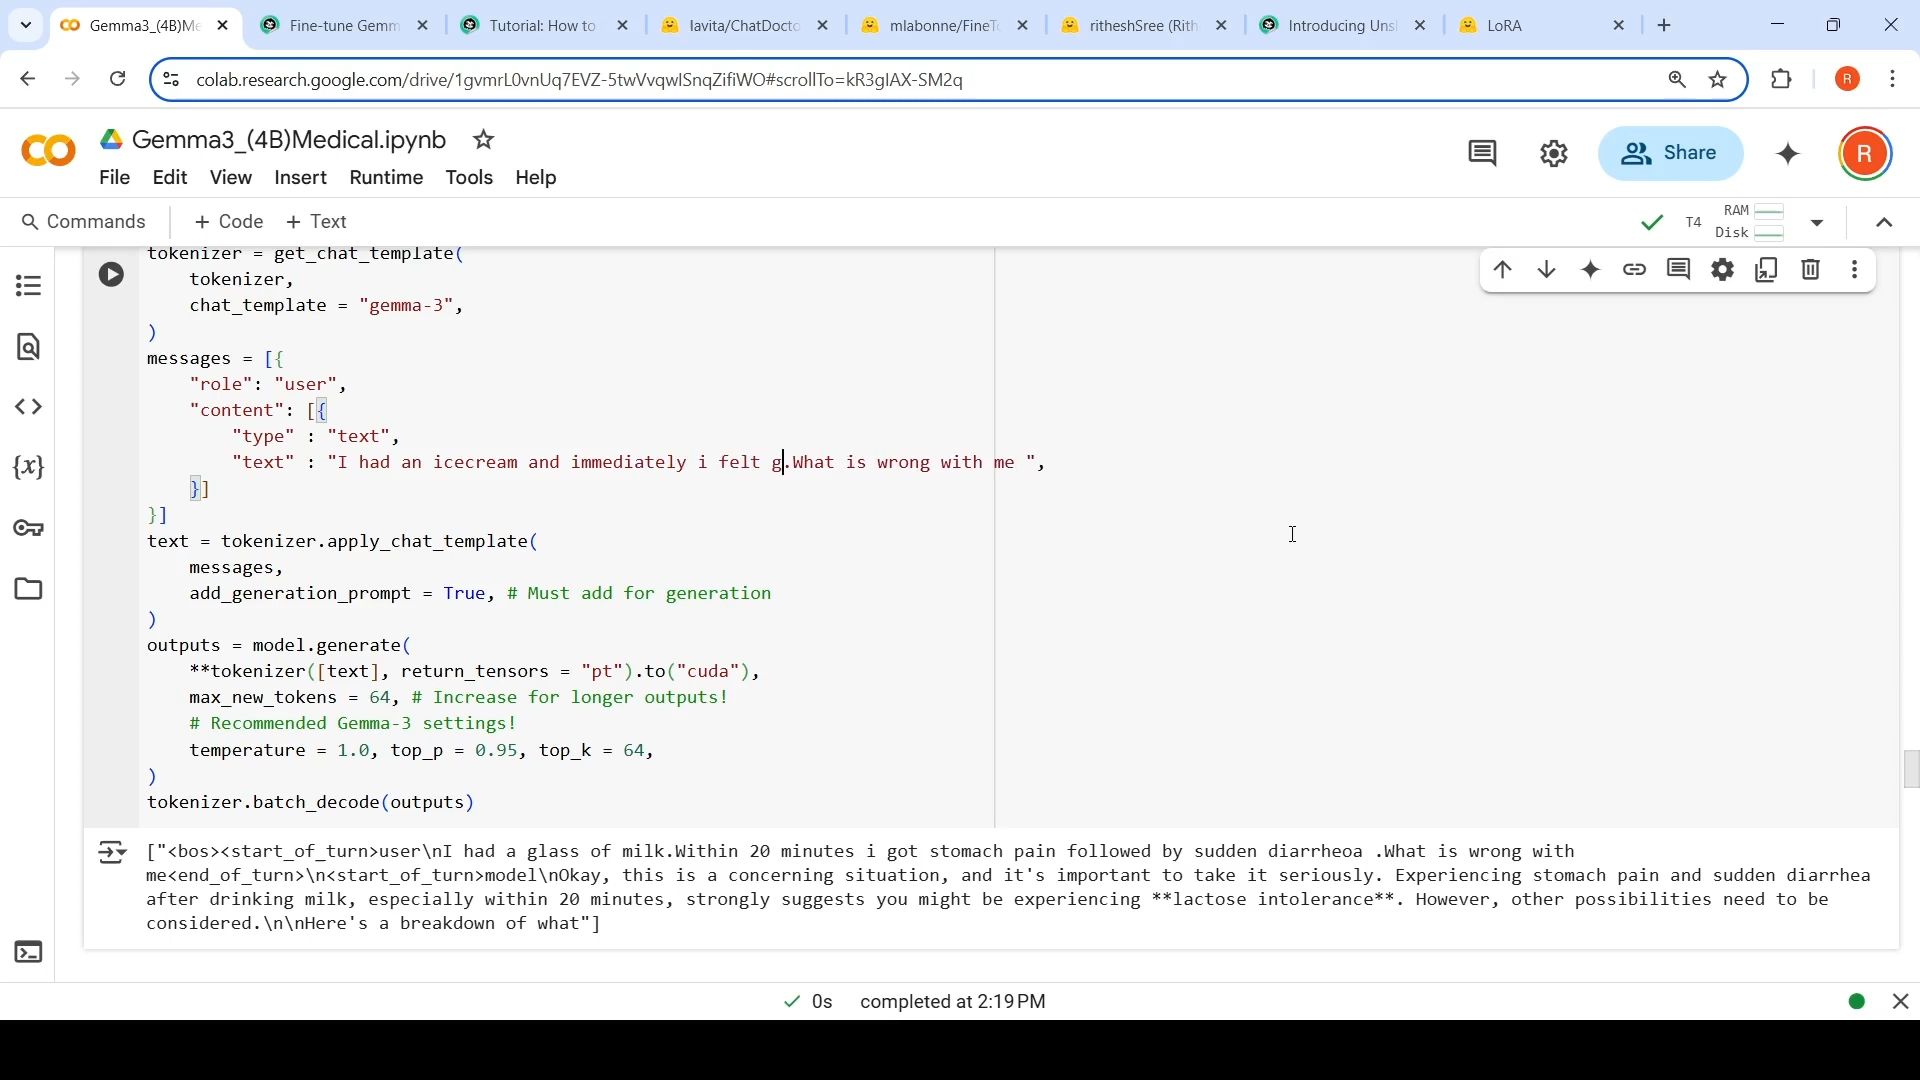 Gemma3_(4B)Me
Fine-tune Gemm
Tutorial: How to
lavita/ChatDocto
mlabonne/FineTo
ritheshSree (Rith
Introducing Uns
LoRA
colab.research.google.com/drive/1gvmrL0vnUq7EVZ-5twVvqwlSnqZifiWO#scrollTo=kR3gIAX-SM2q
R
CO
Gemma3_(4B)Medical.ipynb
Share
R
File Edit View Insert Runtime Tools Help
Commands + Code + Text
T4 RAM
Disk
tokenizer = get_chat_template(
tokenizer,
chat_template = "gemma-3",
)
messages = [{
"role": "user",
"content": [{
"type" : "text",
"text" : "I had an icecream and immediately i felt g.What is wrong with me ",
}]
}]
text = tokenizer.apply_chat_template(
messages,
add_generation_prompt = True, # Must add for generation
)
outputs = model.generate(
**tokenizer([text], return_tensors = "pt").to("cuda"),
max_new_tokens = 64, # Increase for longer outputs!
# Recommended Gemma-3 settings!
temperature = 1.0, top_p = 0.95, top_k = 64,
)
tokenizer.batch_decode(outputs)
["<bos><start_of_turn>user\nI had a glass of milk.Within 20 minutes i got stomach pain followed by sudden diarrheoa .What is wrong with
me<end_of_turn>\n<start_of_turn>model\nOkay, this is a concerning situation, and it's important to take it seriously. Experiencing stomach pain and sudden diarrhea
after drinking milk, especially within 20 minutes, strongly suggests you might be experiencing **lactose intolerance**. However, other possibilities need to be
considered.\n\nHere's a breakdown of what"]
0s completed at 2:19 PM